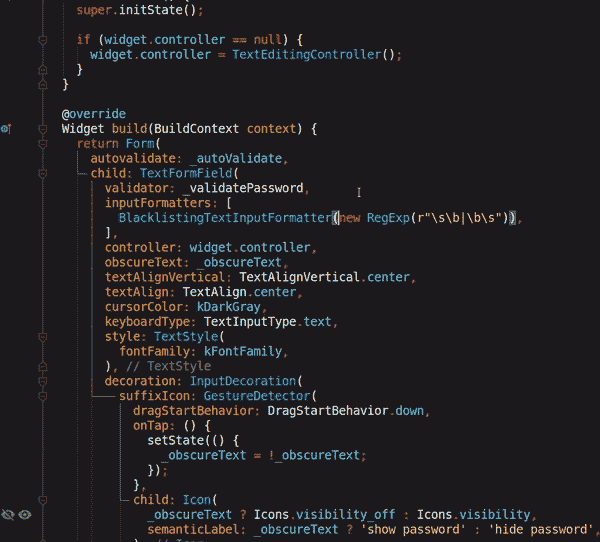 super.initState();
if (widget.controller == null) {
widget.controller = TextEditingController();
}
}
@override
Widget build(BuildContext context) {
return Form(
autovalidate: _autoValidate,
child: TextFormField(
validator: _validatePassword,
inputFormatters: [
BlacklistingTextInputFormatter(new RegExp(r"\s\b|\b\s")),
],
controller: widget.controller,
obscureText: _obscureText,
textAlignVertical: TextAlignVertical.center,
textAlign: TextAlign.center,
cursorColor: kDarkGray,
keyboardType: TextInputType.text,
style: TextStyle(
fontFamily: kFontFamily,
), // TextStyle
decoration: InputDecoration(
suffixIcon: GestureDetector(
dragStartBehavior: DragStartBehavior.down,
onTap: () {
setState(() {
_obscureText = !_obscureText;
});
},
child: Icon(
_obscureText ? Icons.visibility_off : Icons.visibility,
semanticLabel: _obscureText ? 'show password' : 'hide password',